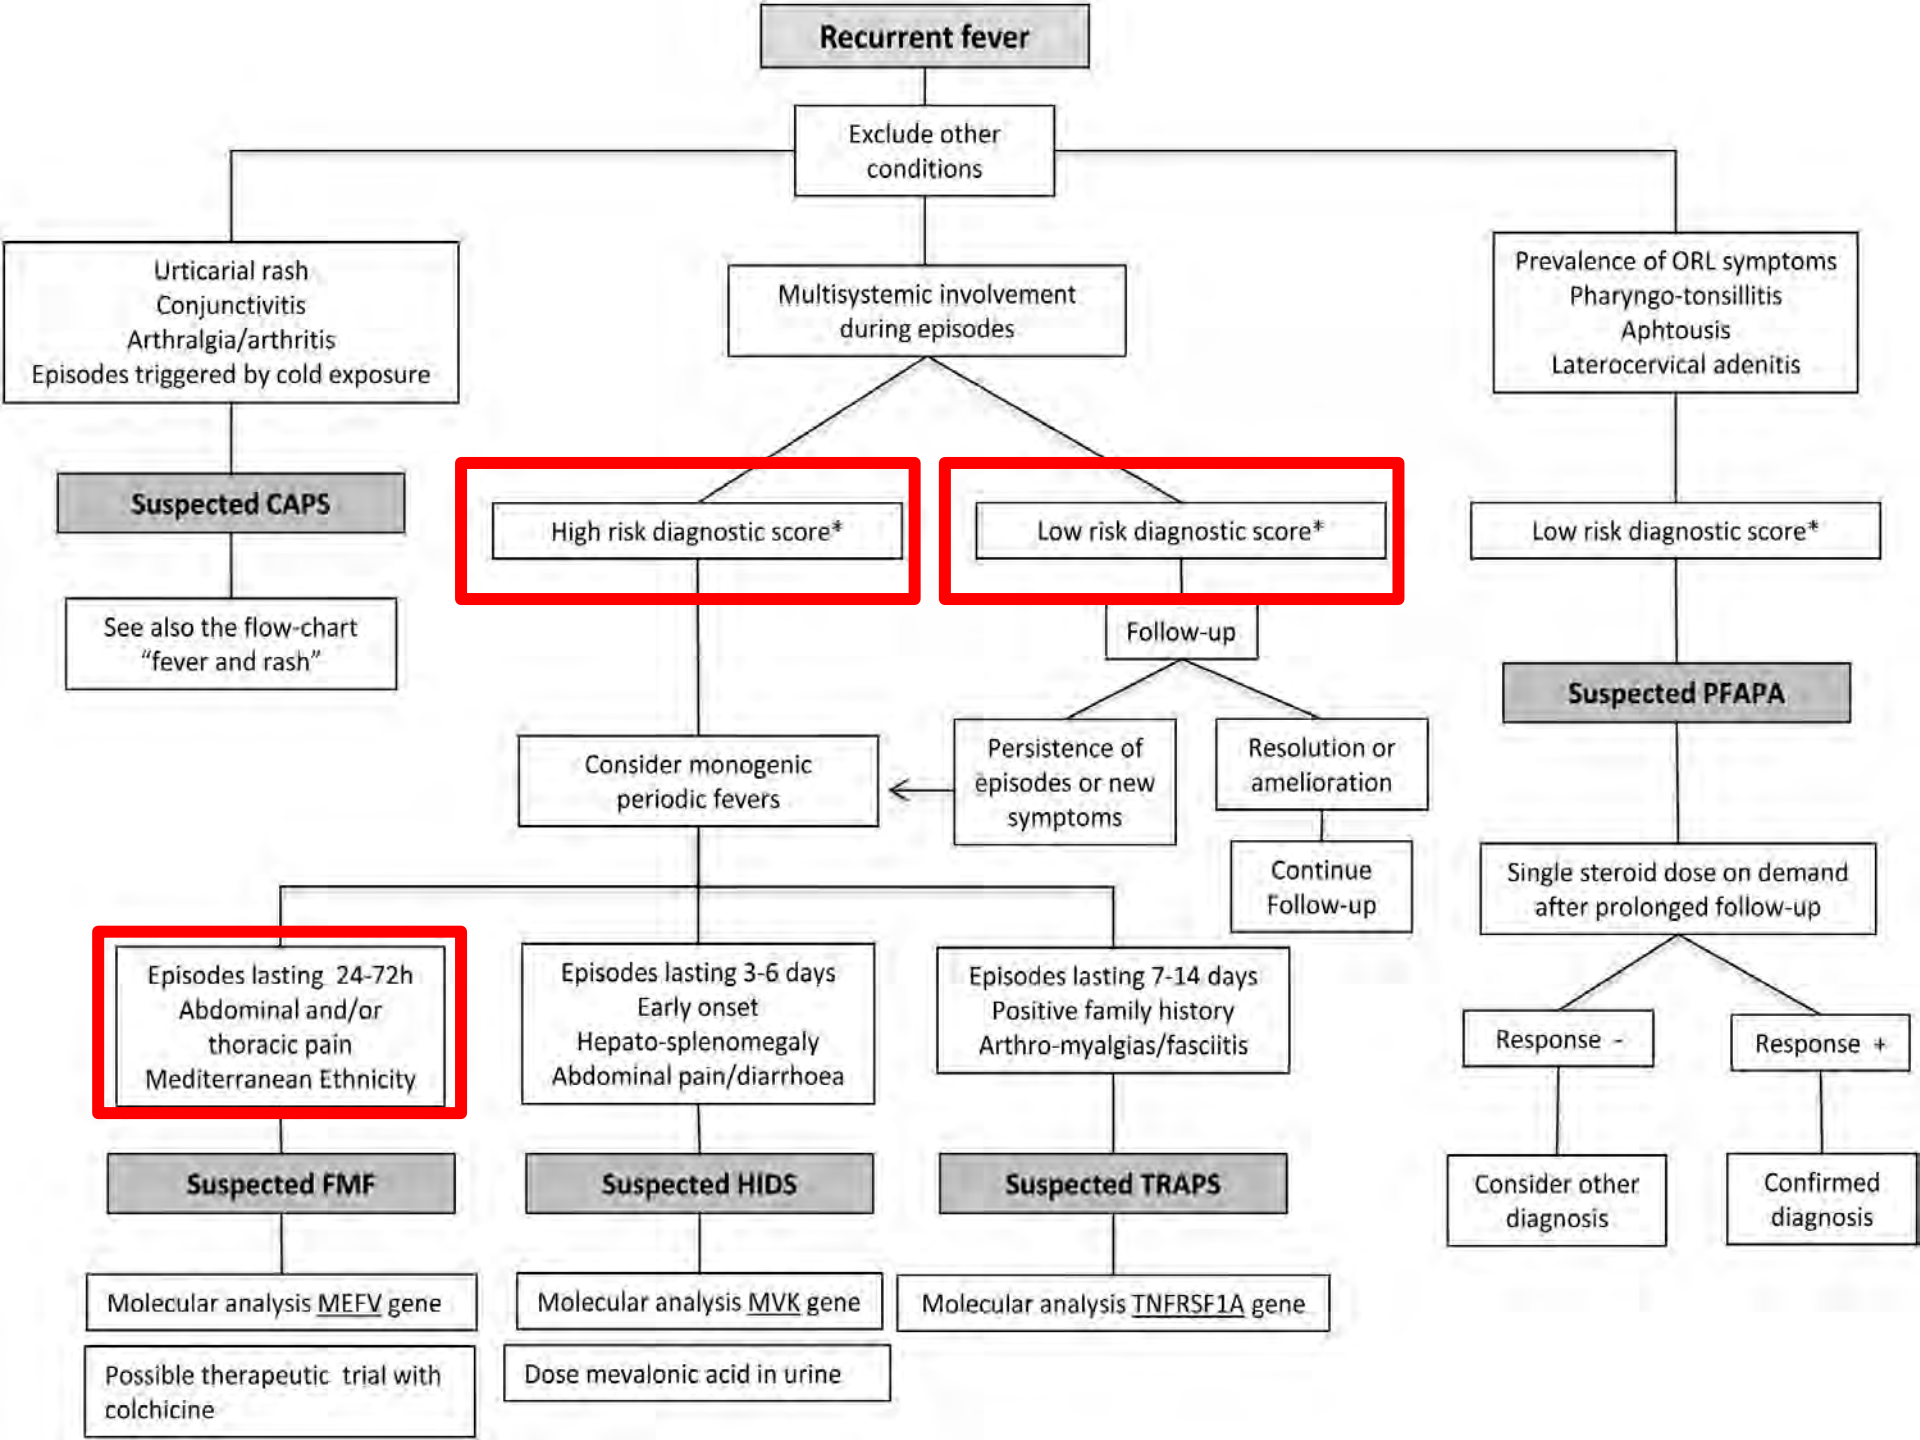 Recurrent fever
Exclude other
conditions
Urticarial rash
Conjunctivitis
Arthralgia/arthritis
Episodes triggered by cold exposure
Multisystemic involvement
during episodes
Prevalence of ORL symptoms
Pharyngo-tonsillitis
Aphtousis
Laterocervical adenitis
Suspected CAPS
High risk diagnostic score*
Low risk diagnostic score*
Low risk diagnostic score*
See also the flow-chart
“fever and rash”
Follow-up
Suspected PFAPA
Consider monogenic
periodic fevers
Persistence of
episodes or new
symptoms
Resolution or
amelioration
Continue
Follow-up
Single steroid dose on demand
after prolonged follow-up
Episodes lasting 24-72h
Abdominal and/or
thoracic pain
Mediterranean Ethnicity
Episodes lasting 3-6 days
Early onset
Hepato-splenomegaly
Abdominal pain/diarrhoea
Episodes lasting 7-14 days
Positive family history
Arthro-myalgias/fasciitis
Response -
Response +
Suspected FMF
Suspected HIDS
Suspected TRAPS
Consider other
diagnosis
Confirmed
diagnosis
Molecular analysis MEFV gene
Molecular analysis MVK gene
Molecular analysis TNFRSF1A gene
Possible therapeutic trial with
colchicine
Dose mevalonic acid in urine